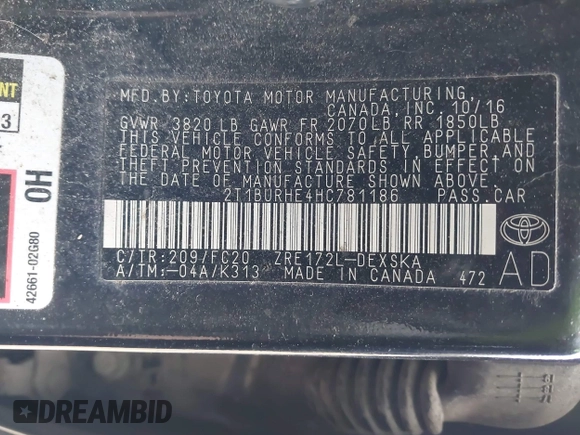 MFD. BY: TOYOTA MOTOR MANUFACTURING,
CANADA, INC. 10/16
GVWR 3820 LB GAWR FR 2070LB RR 1850LB
THIS VEHICLE CONFORMS TO ALL APPLICABLE
FEDERAL MOTOR VEHICLE SAFETY, BUMPER AND
THEFT PREVENTION STANDARDS IN EFFECT ON
THE DATE OF MANUFACTURE SHOWN ABOVE.
2T1BURHE4HC781186 PASS.CAR
C/TR:209/FC20 ZRE172L-DEXSKA
A/TM:-04A/K313 MADE IN CANADA 472
AD
0H
42661-02G80
DREAMBID